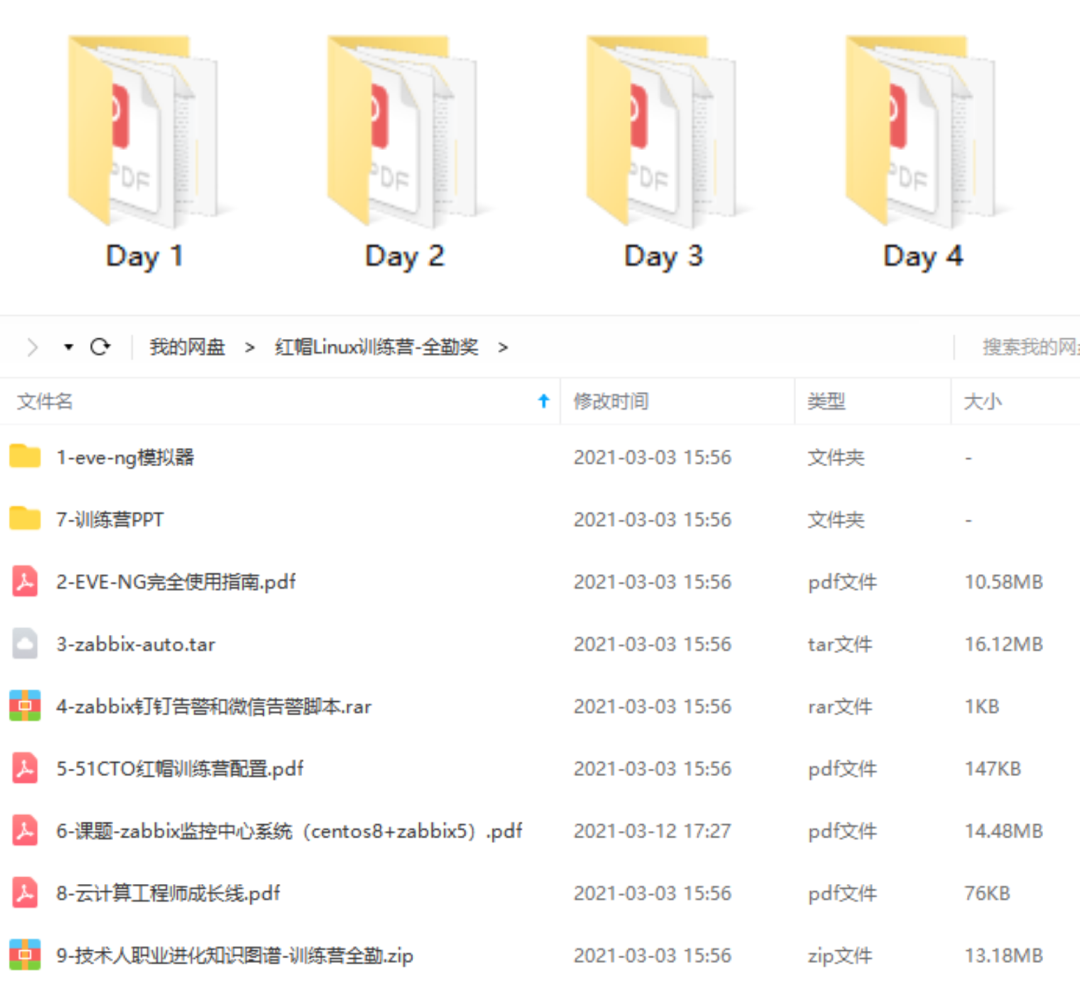 PDF PDF PDF PDF
Day 1 Day 2 Day 3 Day 4
我的网盘 > 红帽Linux训练营-全勤奖 > 搜索我的网
文件名 修改时间 类型 大小
1-eve-ng模拟器 2021-03-03 15:56 文件夹 -
7-训练营PPT 2021-03-03 15:56 文件夹 -
2-EVE-NG完全使用指南.pdf 2021-03-03 15:56 pdf文件 10.58MB
3-zabbix-auto.tar 2021-03-03 15:56 tar文件 16.12MB
4-zabbix钉钉告警和微信告警脚本.rar 2021-03-03 15:56 rar文件 1KB
5-51CTO红帽训练营配置.pdf 2021-03-03 15:56 pdf文件 147KB
6-课题-zabbix监控中心系统（centos8+zabbix5）.pdf 2021-03-12 17:27 pdf文件 14.48MB
8-云计算工程师成长线.pdf 2021-03-03 15:56 pdf文件 76KB
9-技术人职业进化知识图谱-训练营全勤.zip 2021-03-03 15:56 zip文件 13.18MB